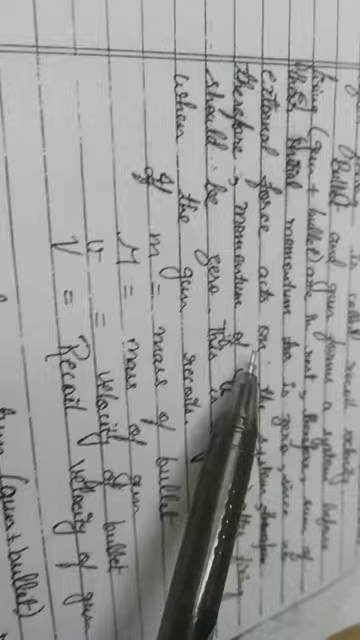 is called recoil velocity
Bullet and gun forms a system before
firing (gun + bullet) are in rest, therefore, sum of
their initial momentum is zero, since no
external force acts on the system, therefore
therefore, momentum of firing
should be zero. This is
when the gun recoils.
If m = mass of bullet
M = mass of gun
v = velocity of bullet
V = Recoil velocity of gun
(gun + bullet)